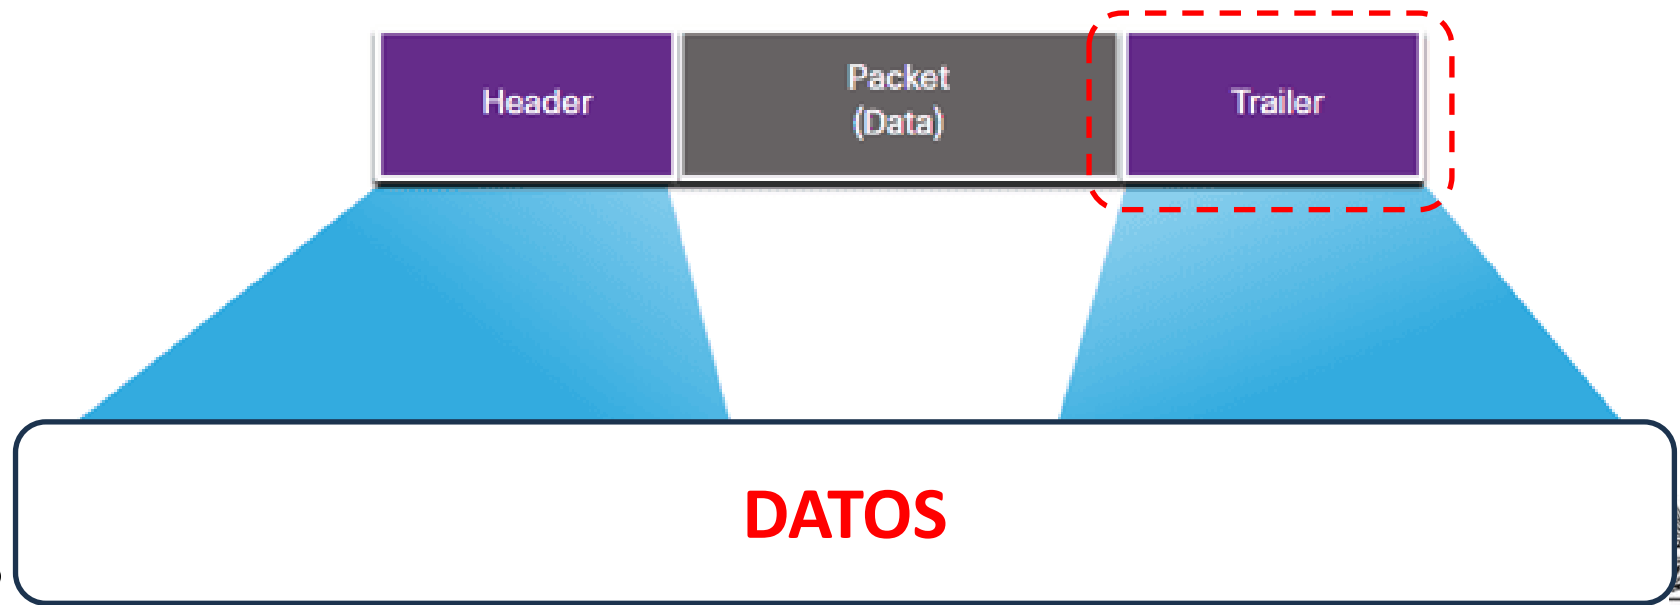 Header
Packet
(Data)
Trailer
DATOS